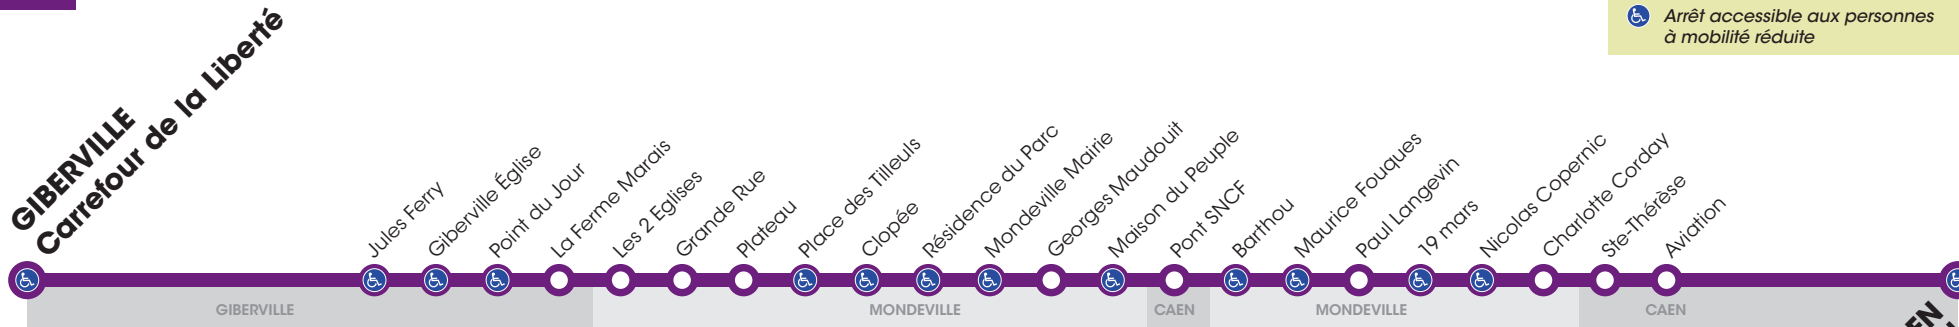 Arrêt accessible aux personnes
à mobilité réduite
GIBERVILLE
Carrefour de la Liberté
Jules Ferry
Giberville Église
Point du Jour
La Ferme Marais
Les 2 Eglises
Grande Rue
Plateau
Place des Tilleuls
Clopée
Résidence du Parc
Mondeville Mairie
Georges Maudouit
Maison du Peuple
Pont SNCF
Barthou
Maurice Fouques
Paul Langevin
19 mars
Nicolas Copernic
Charlotte Corday
Ste-Thérèse
Aviation
GIBERVILLE
MONDEVILLE
CAEN
MONDEVILLE
CAEN